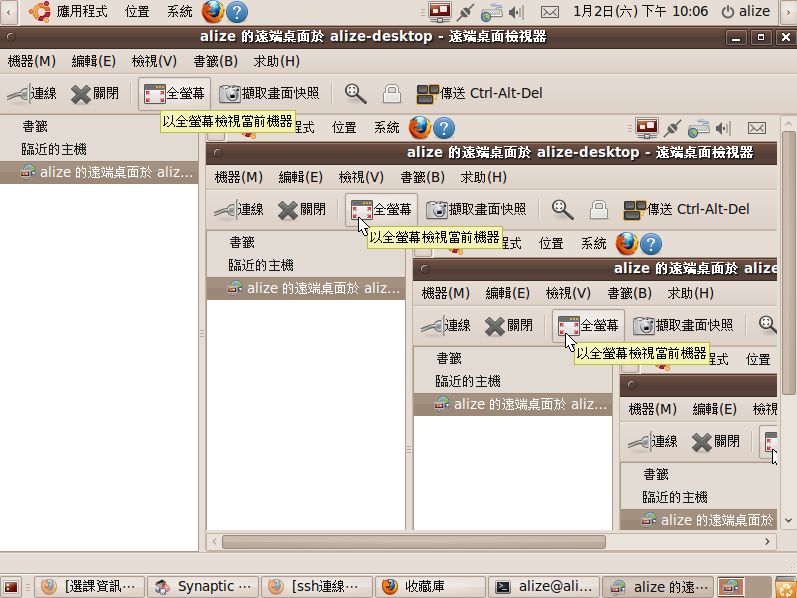 應用程式 位置 系統 1月2日(六) 下午 10:06 alize
alize 的遠端桌面於 alize-desktop - 遠端桌面檢視器
機器(M) 編輯(E) 檢視(V) 書籤(B) 求助(H)
連線 關閉 全螢幕 擷取畫面快照 傳送 Ctrl-Alt-Del
以全螢幕檢視當前機器
書籤
臨近的主機
alize 的遠端桌面於 aliz...
程式 位置 系統
alize 的遠端桌面於 alize-desktop - 遠端桌面檢視器
機器(M) 編輯(E) 檢視(V) 書籤(B) 求助(H)
連線 關閉 全螢幕 擷取畫面快照 傳送 Ctrl-Alt-Del
以全螢幕檢視當前機器
書籤
臨近的主機
alize 的遠端桌面於 aliz...
程式 位置 系統
alize 的遠端桌面於 alize
機器(M) 編輯(E) 檢視(V) 書籤(B) 求助(H)
連線 關閉 全螢幕 擷取畫面快照
以全螢幕檢視當前機器
書籤
臨近的主機
alize 的遠端桌面於 aliz...
程式 位置
機器(M) 編輯(E) 檢視
連線 關閉
書籤
臨近的主機
alize 的遠端桌面於
[選課資訊... Synaptic ... [ssh連線... 收藏庫 alize@ali... alize 的遠...